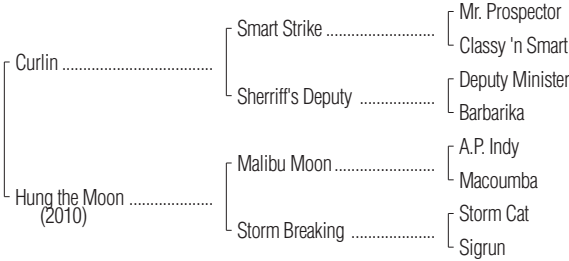 Mr. Prospector
Smart Strike ........................
Classy 'n Smart
Curlin ..................................
Deputy Minister
Sherriff's Deputy .................
Barbarika
A.P. Indy
Malibu Moon .......................
Macoumba
Hung the Moon ...................
(2010)
Storm Cat
Storm Breaking ...................
Sigrun